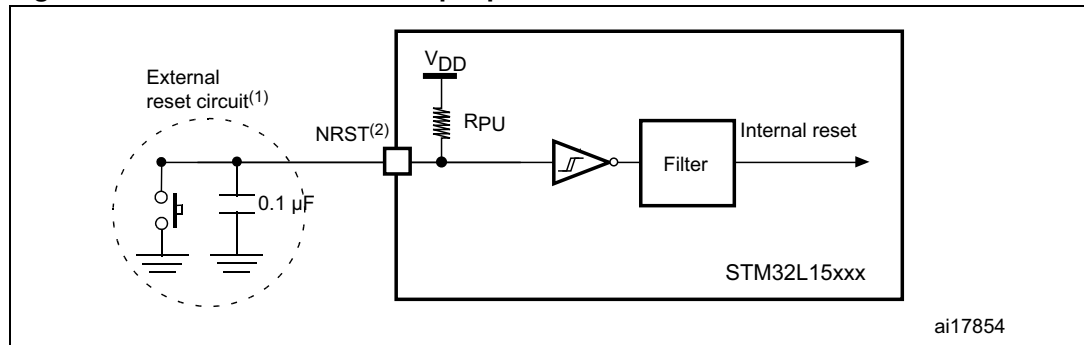 External
reset circuit(1)
NRST(2)
VDD
RPU
0.1 µF
Filter
Internal reset
STM32L15xxx
ai17854